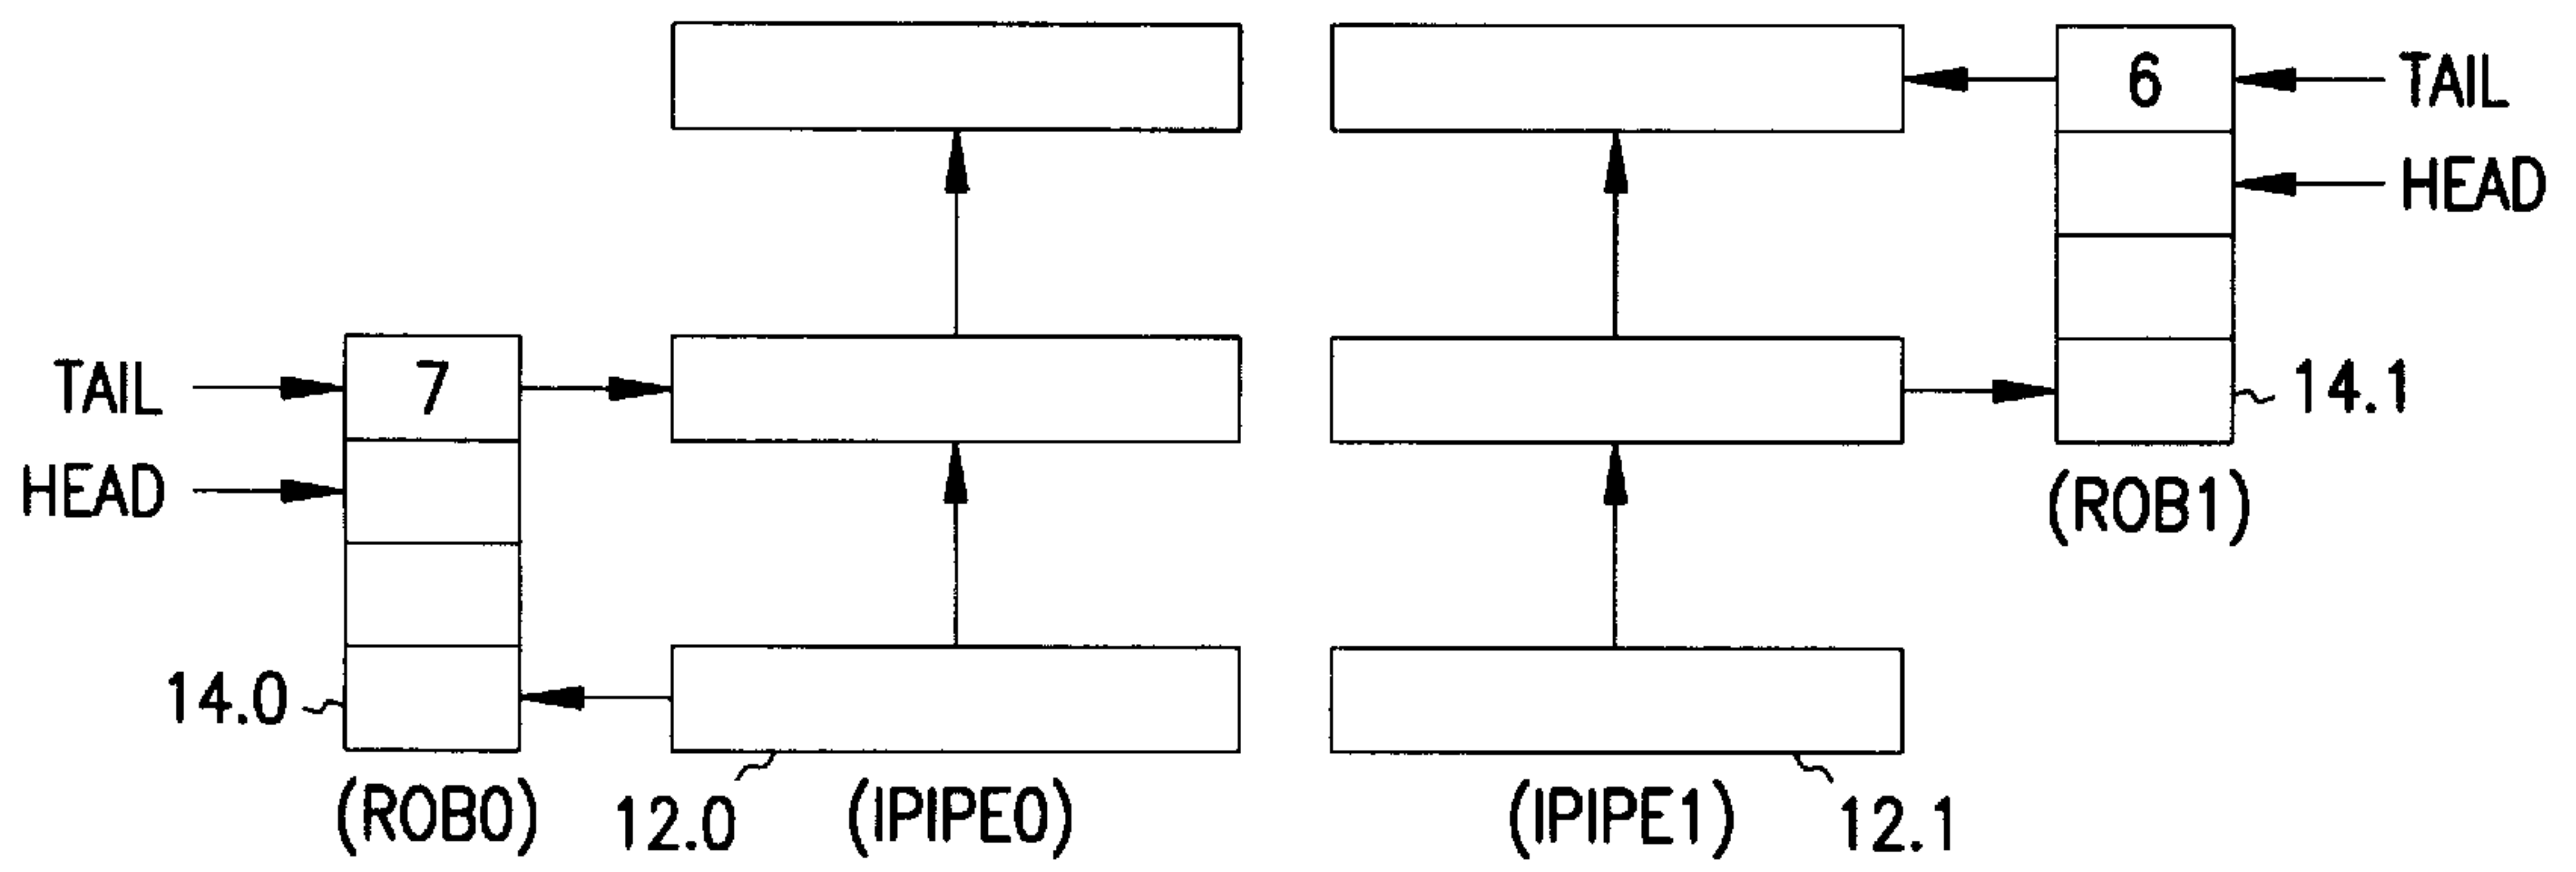 6
TAIL
HEAD
TAIL
7
14.1
HEAD
(ROB1)
14.0
(ROB0)
12.0
(IPIPE0)
(IPIPE1)
12.1